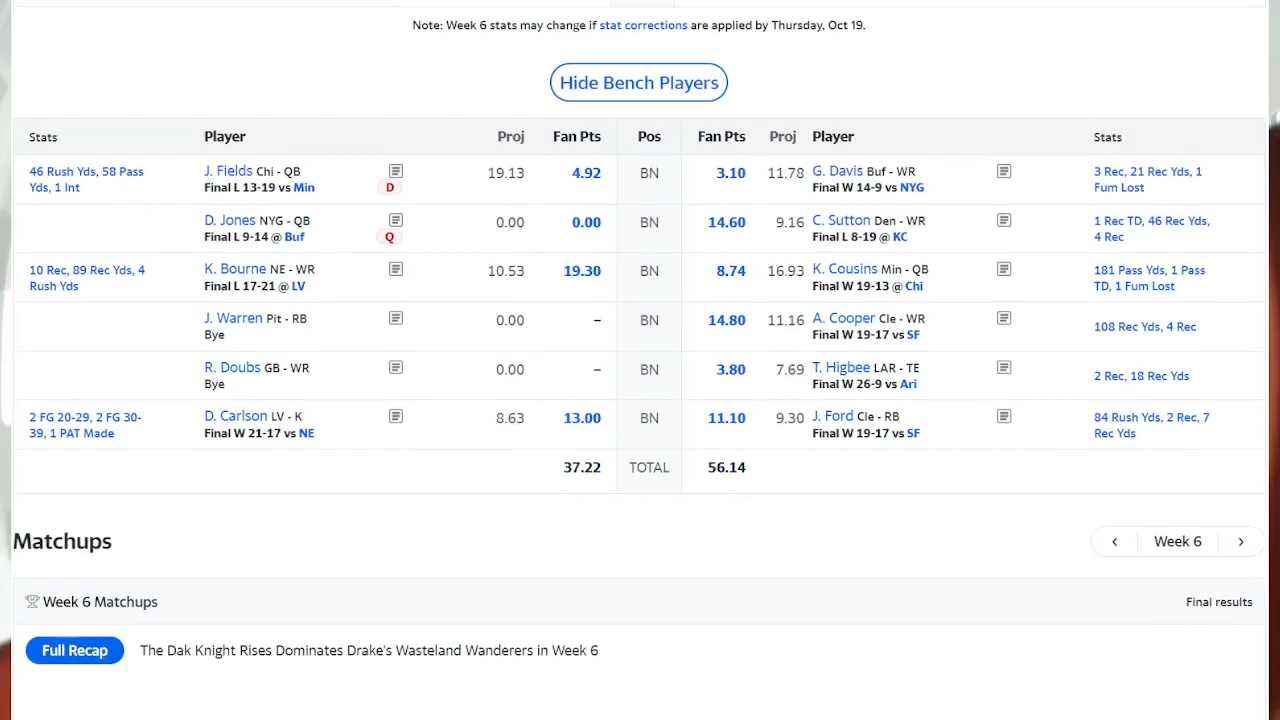 Note: Week 6 stats may change if stat corrections are applied by Thursday, Oct 19.
Hide Bench Players
Stats Player Proj Fan Pts Pos Fan Pts Proj Player Stats
46 Rush Yds, 58 Pass J. Fields Chi - QB 19.13 4.92 BN 3.10 11.78 G. Davis Buf - WR 3 Rec, 21 Rec Yds, 1
Yds, 1 Int Final L 13-19 vs Min D Final W 14-9 vs NYG Fum Lost
D. Jones NYG - QB 0.00 0.00 BN 14.60 9.16 C. Sutton Den - WR 1 Rec TD, 46 Rec Yds,
Final L 9-14 @ Buf Q Final L 8-19 @ KC 4 Rec
10 Rec, 89 Rec Yds, 4 K. Bourne NE - WR 10.53 19.30 BN 8.74 16.93 K. Cousins Min - QB 181 Pass Yds, 1 Pass
Rush Yds Final L 17-21 @ LV Final W 19-13 @ Chi TD, 1 Fum Lost
J. Warren Pit - RB 0.00 – BN 14.80 11.16 A. Cooper Cle - WR 108 Rec Yds, 4 Rec
Bye Final W 19-17 vs SF
R. Doubs GB - WR 0.00 – BN 3.80 7.69 T. Higbee LAR - TE 2 Rec, 18 Rec Yds
Bye Final W 26-9 vs Ari
2 FG 20-29, 2 FG 30- D. Carlson LV - K 8.63 13.00 BN 11.10 9.30 J. Ford Cle - RB 84 Rush Yds, 2 Rec, 7
39, 1 PAT Made Final W 21-17 vs NE Final W 19-17 vs SF Rec Yds
37.22 TOTAL 56.14
Matchups ‹ Week 6 ›
Week 6 Matchups Final results
Full Recap The Dak Knight Rises Dominates Drake's Wasteland Wanderers in Week 6